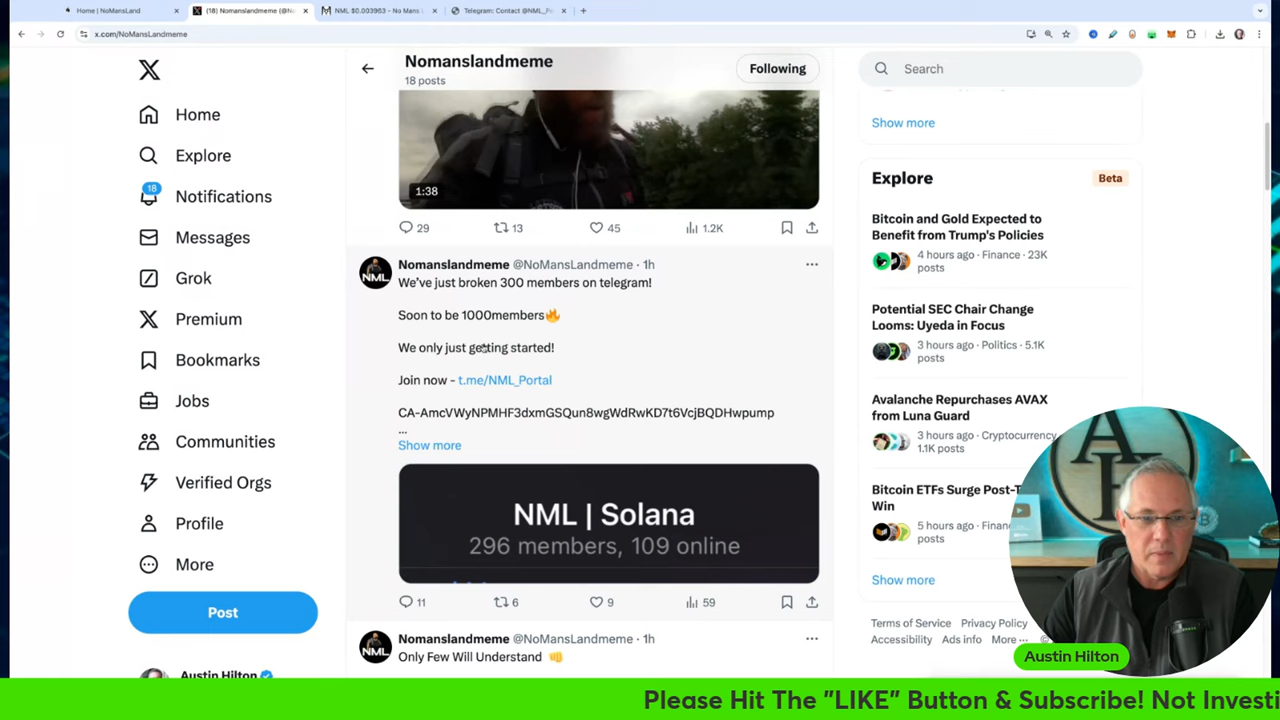 Home | NoMansLand
(18) Nomanslandmeme (@No
NML $0.003963 - No Mans
Telegram: Contact @NML_Po
x.com/NoMansLandmeme
Home
Explore
18
Notifications
Messages
Grok
Jobs
Premium
Bookmarks
Communities
Verified Orgs
Profile
More
Post
Austin Hilton
Nomanslandmeme
18 posts
Following
1:38
29
13
45
1.2K
NML
Nomanslandmeme @NoMansLandmeme · 1h
We've just broken 300 members on telegram!
Soon to be 1000members🔥
We only just getting started!
Join now - t.me/NML_Portal
CA-AmcVWyNPMHF3dxmGSQun8wgWdRwKD7t6VcjBQDHwpump
...
Show more
NML | Solana
296 members, 109 online
11
6
9
59
NML
Nomanslandmeme @NoMansLandmeme · 1h
Only Few Will Understand 👊
Search
Show more
Explore
Beta
Bitcoin and Gold Expected to
Benefit from Trump's Policies
4 hours ago · Finance · 23K
posts
Potential SEC Chair Change
Looms: Uyeda in Focus
3 hours ago · Politics · 5.1K
posts
Avalanche Repurchases AVAX
from Luna Guard
3 hours ago · Cryptocurrency ·
1.1K posts
Bitcoin ETFs Surge Post-T
Win
5 hours ago · Finan
posts
Show more
Terms of Service Privacy Policy
Accessibility Ads info More ···
Austin Hilton
Please Hit The "LIKE" Button & Subscribe! Not Investi